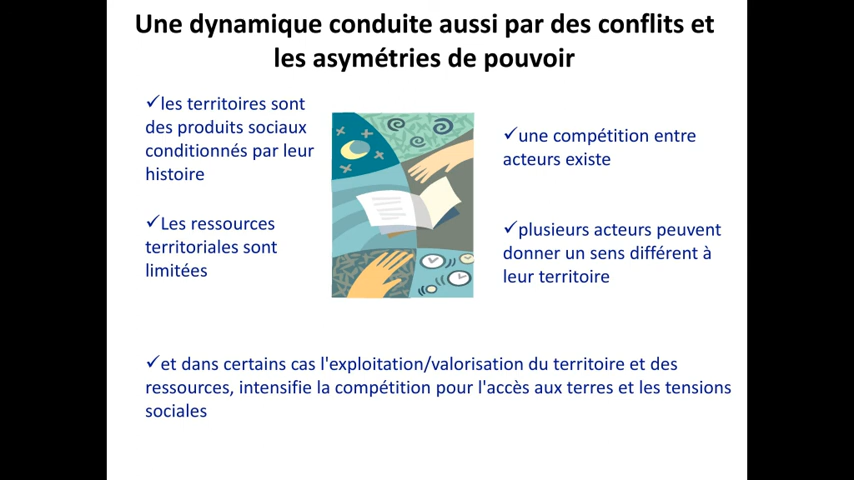 Une dynamique conduite aussi par des conflits et
les asymétries de pouvoir
✓les territoires sont
des produits sociaux
conditionnés par leur
histoire
✓Les ressources
territoriales sont
limitées
✓une compétition entre
acteurs existe
✓plusieurs acteurs peuvent
donner un sens différent à
leur territoire
✓et dans certains cas l'exploitation/valorisation du territoire et des
ressources, intensifie la compétition pour l'accès aux terres et les tensions
sociales